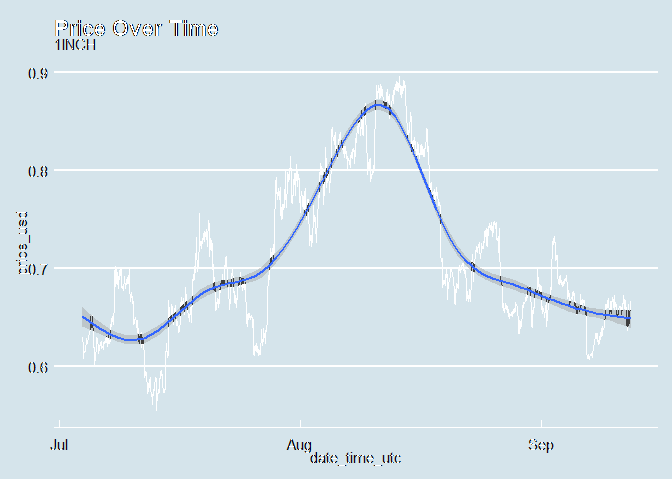 Price Over Time
1INCH
0.9
0.8
price_usd
0.7
0.6
Jul
Aug
Sep
date_time_utc